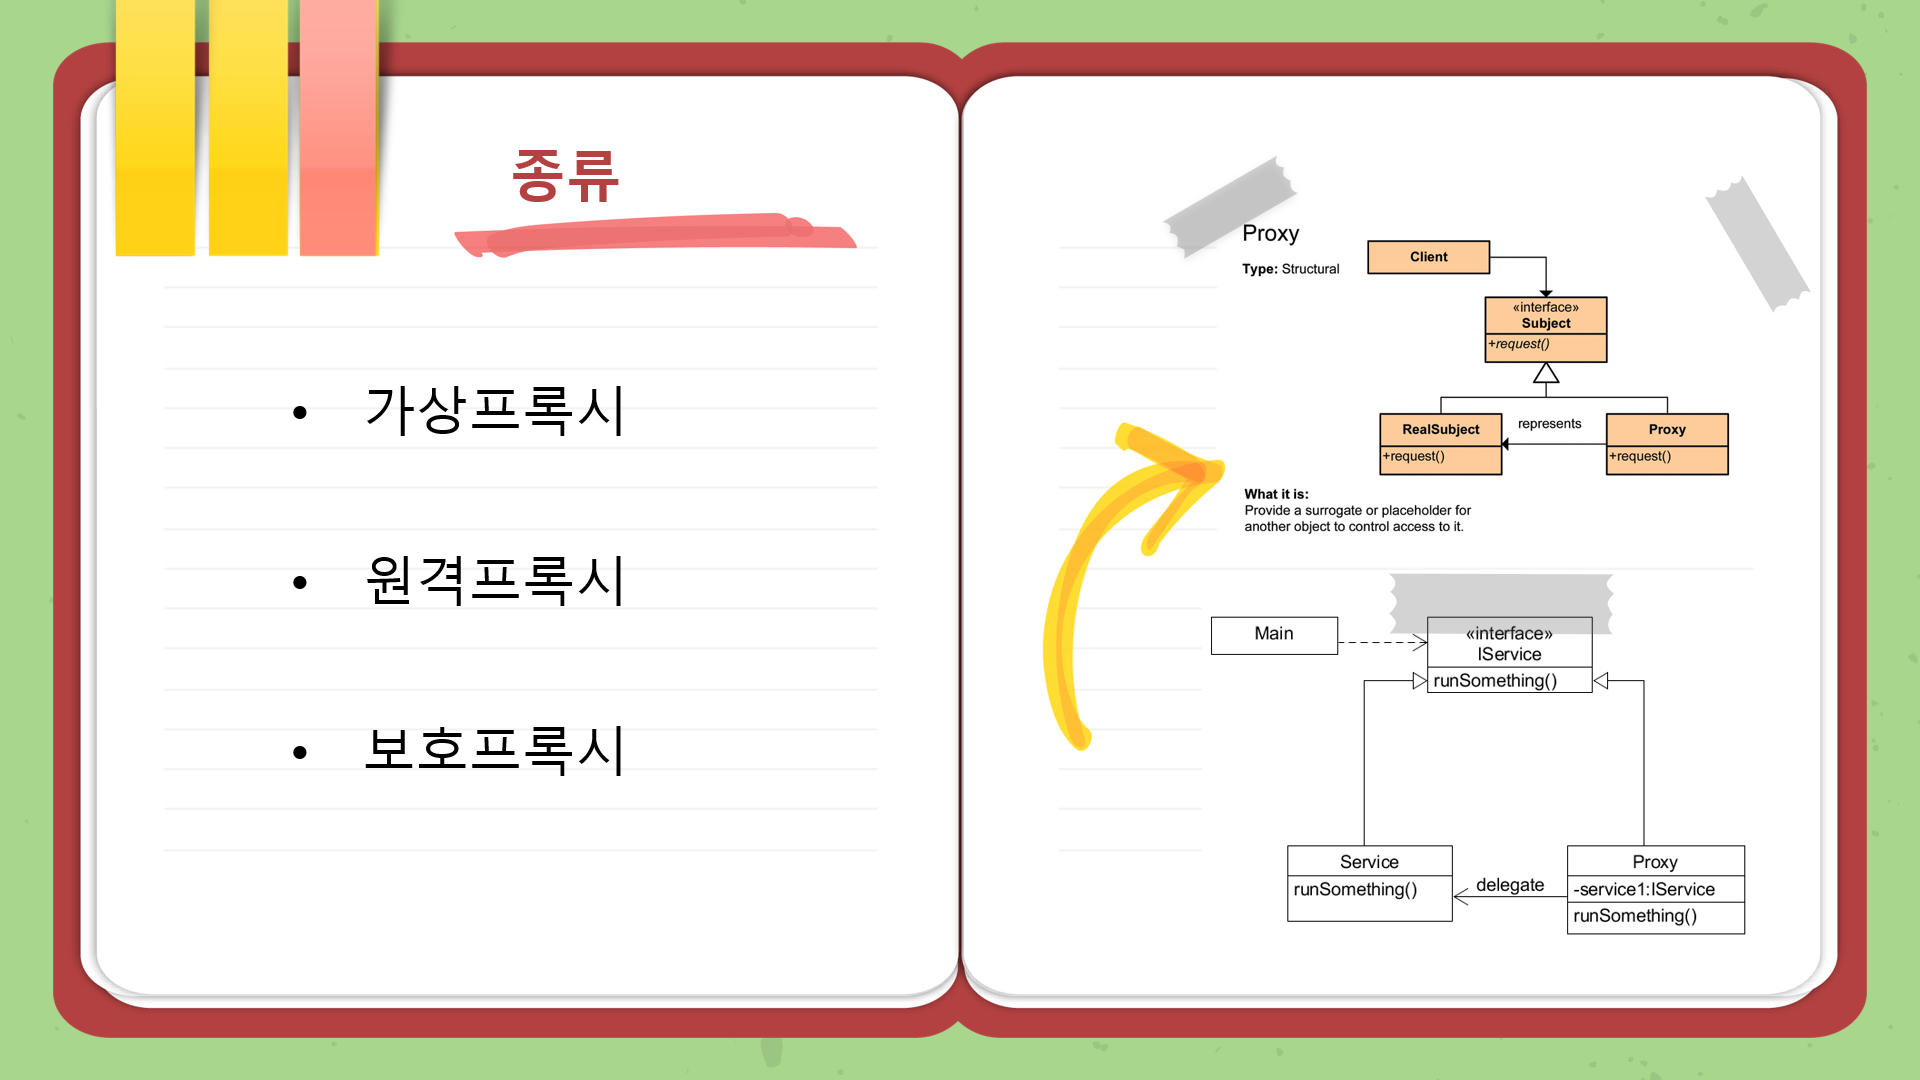 종류
• 가상프록시
• 원격프록시
• 보호프록시
Proxy
Type: Structural
Client
«interface»
Subject
+request()
RealSubject
+request()
represents
Proxy
+request()
What it is:
Provide a surrogate or placeholder for
another object to control access to it.
Main
«interface»
IService
runSomething()
Service
runSomething()
delegate
Proxy
-service1:IService
runSomething()